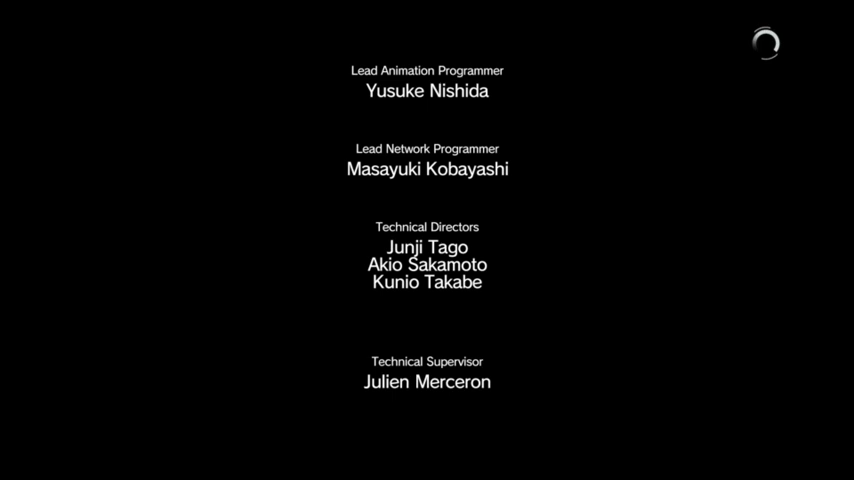 Lead Animation Programmer
Yusuke Nishida
Lead Network Programmer
Masayuki Kobayashi
Technical Directors
Junji Tago
Akio Sakamoto
Kunio Takabe
Technical Supervisor
Julien Merceron